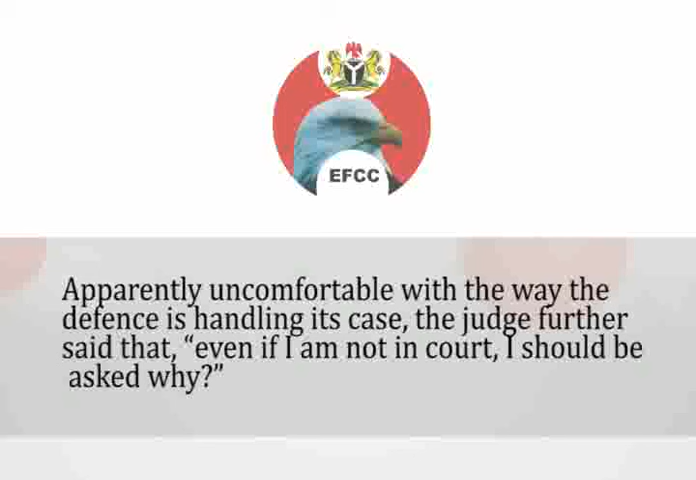 EFCC
Apparently uncomfortable with the way the
defence is handling its case, the judge further
said that, “even if I am not in court, I should be
asked why?”